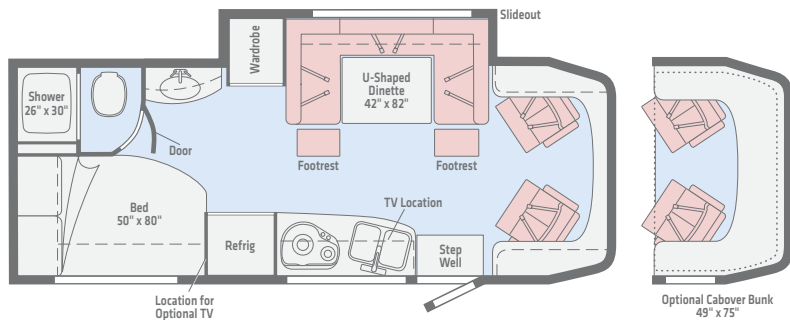 Slideout
Wardrobe
U-Shaped
Dinette
42" x 82"
Shower
26" x 30"
Door
Footrest
Footrest
Bed
50" x 80"
TV Location
Refrig
Step
Well
Location for
Optional TV
Optional Cabover Bunk
49" x 75"